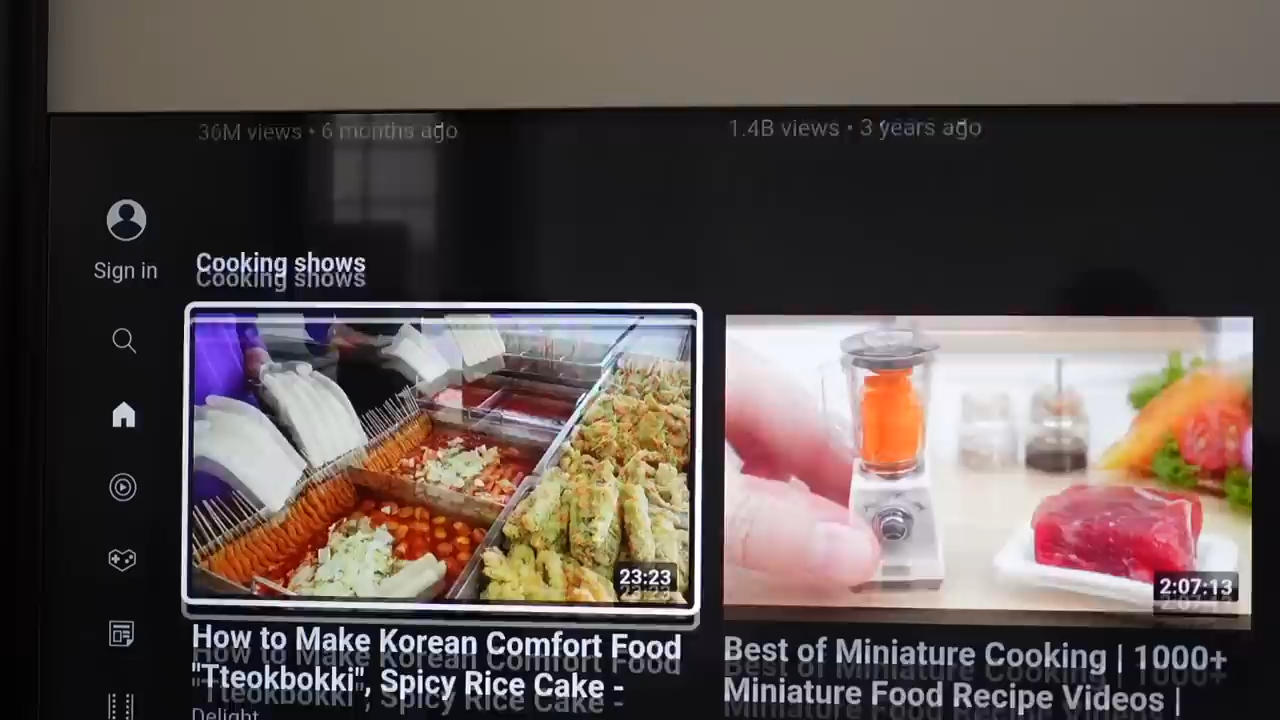 36M views • 6 months ago
1.4B views • 3 years ago
Sign in
Cooking shows
23:23
2:07:13
How to Make Korean Comfort Food
"Tteokbokki", Spicy Rice Cake -
Delight
Best of Miniature Cooking | 1000+
Miniature Food Recipe Videos |